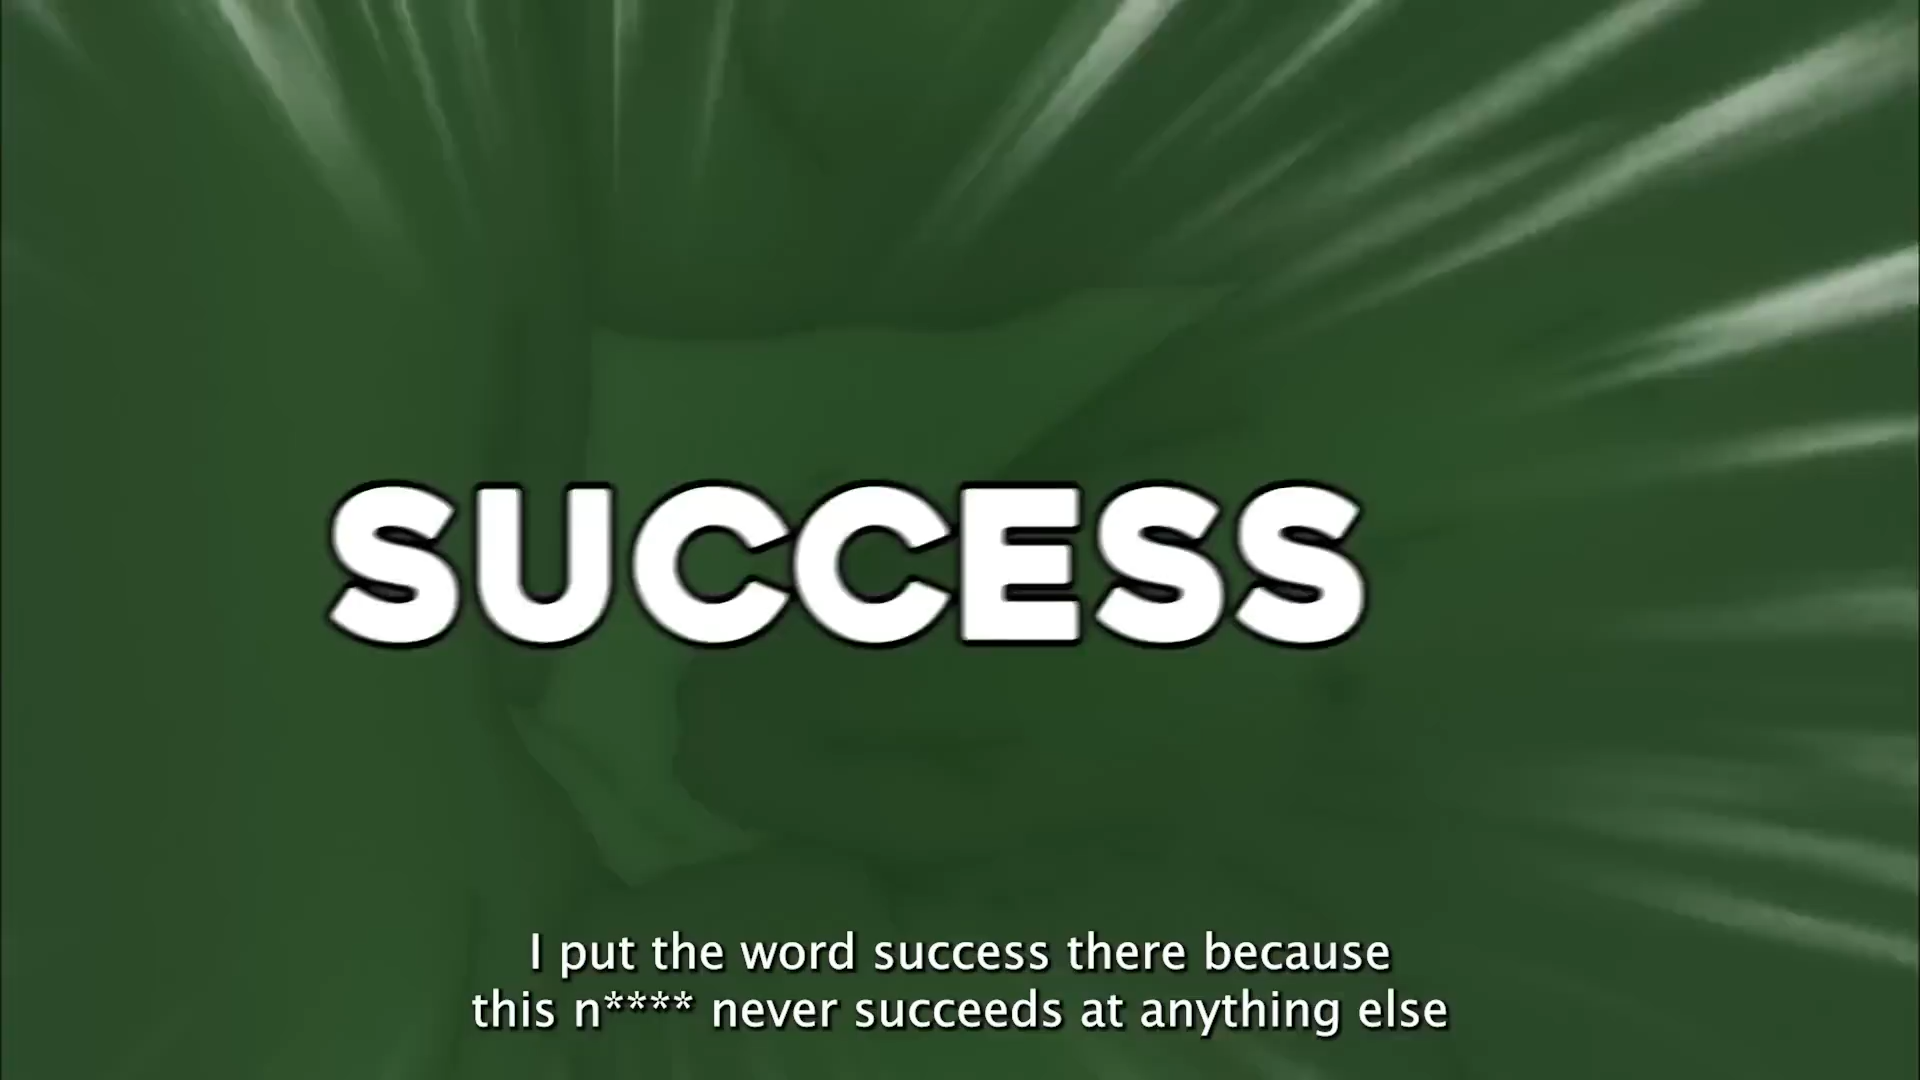 SUCCESS
I put the word success there because
this n**** never succeeds at anything else